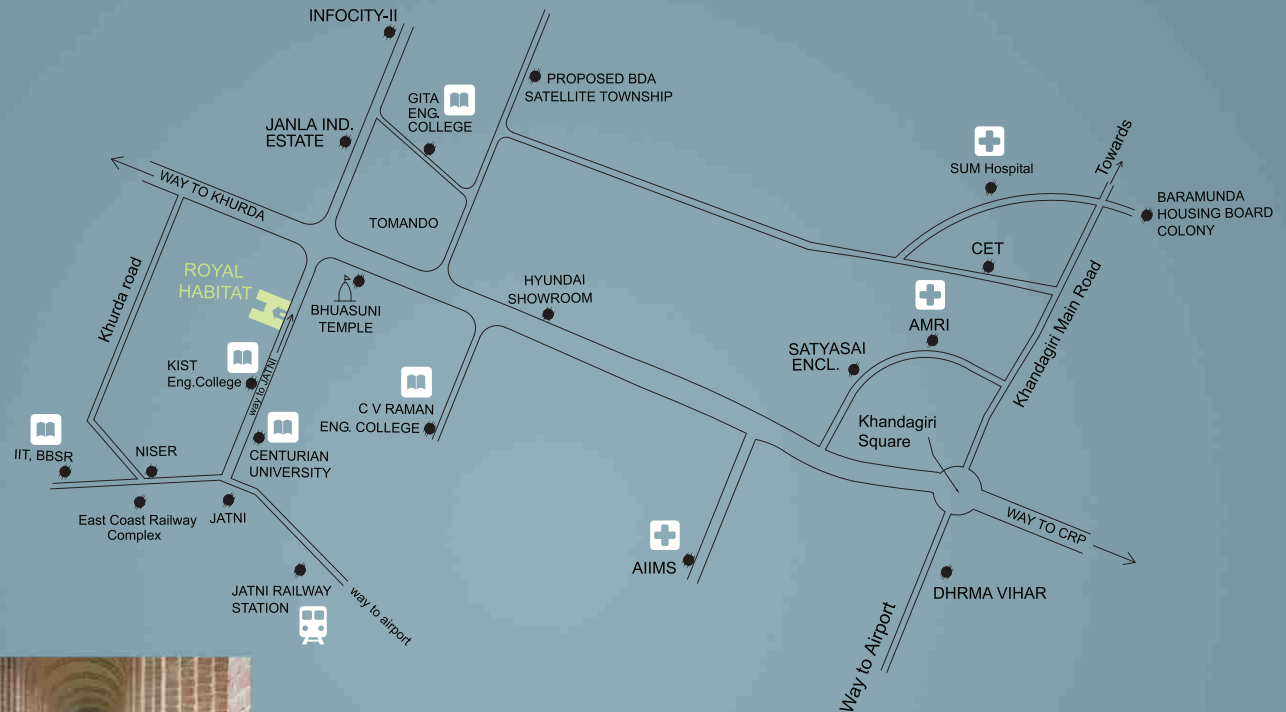 INFOCITY-II
PROPOSED BDA
SATELLITE TOWNSHIP
GITA
ENG.
COLLEGE
JANLA IND.
ESTATE
Towards
SUM Hospital
WAY TO KHURDA
BARAMUNDA
HOUSING BOARD
COLONY
TOMANDO
CET
ROYAL
HABITAT
Khurda road
HYUNDAI
SHOWROOM
BHUASUNI
TEMPLE
AMRI
Khandagiri Main Road
SATYASAI
ENCL.
KIST
Eng.College
way to JATNI
C V RAMAN
ENG. COLLEGE
Khandagiri
Square
IIT, BBSR
NISER
CENTURIAN
UNIVERSITY
East Coast Railway
Complex
JATNI
WAY TO CRP
AIIMS
JATNI RAILWAY
STATION
way to airport
DHRMA VIHAR
Way to Airport